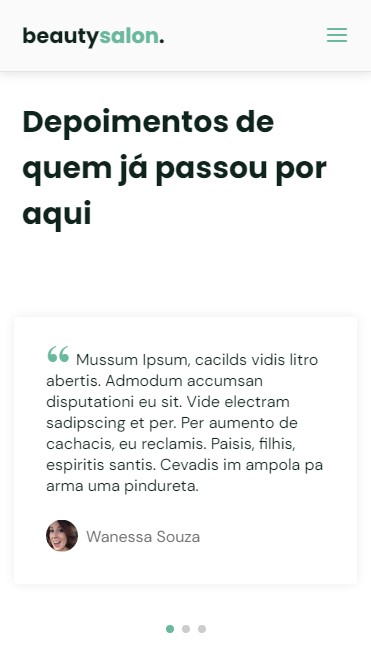 beautysalon.
Depoimentos de
quem já passou por
aqui
“ Mussum Ipsum, cacilds vidis litro
abertis. Admodum accumsan
disputationi eu sit. Vide electram
sadipscing et per. Per aumento de
cachacis, eu reclamis. Paisis, filhis,
espiritis santis. Cevadis im ampola pa
arma uma pindureta.
Wanessa Souza